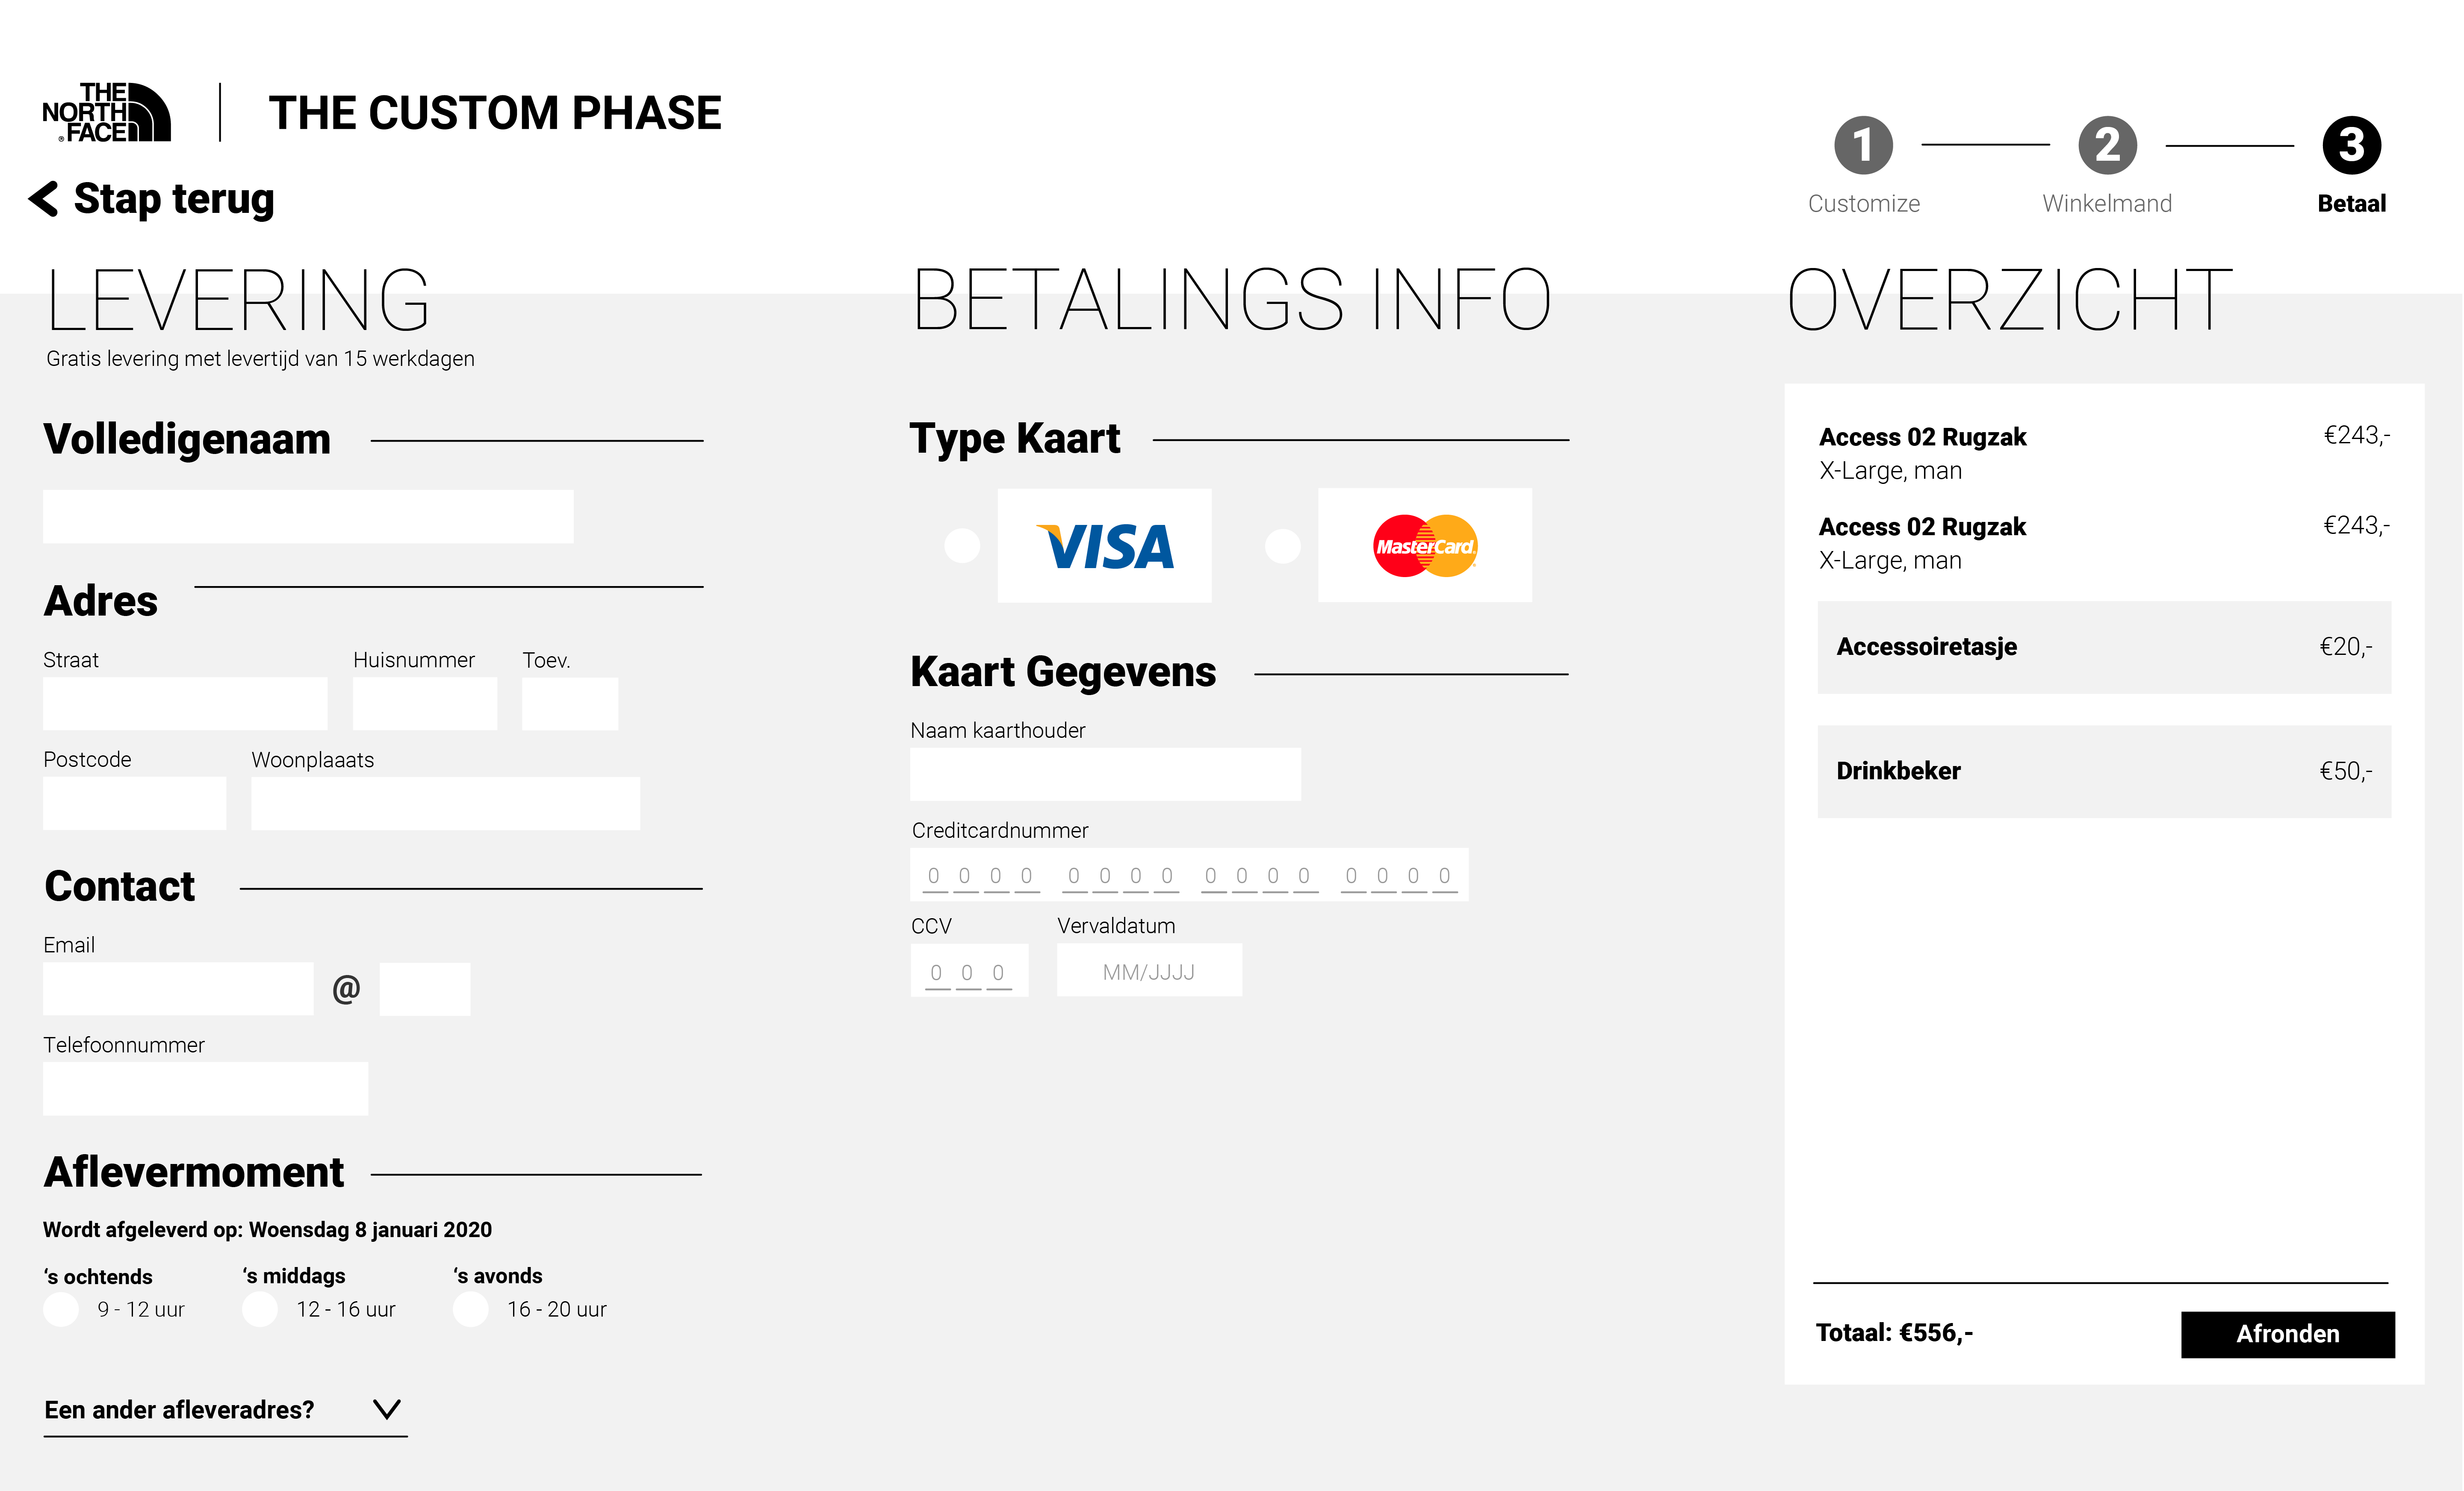 THE
NORTH
FACE
®
THE CUSTOM PHASE
Stap terug
1
2
3
Customize
Winkelmand
Betaal
LEVERING
Gratis levering met levertijd van 15 werkdagen
Volledigenaam
Adres
Straat
Huisnummer
Toev.
Postcode
Woonplaaats
Contact
Email
@
Telefoonnummer
Aflevermoment
Wordt afgeleverd op: Woensdag 8 januari 2020
‘s ochtends
9 - 12 uur
‘s middags
12 - 16 uur
‘s avonds
16 - 20 uur
Een ander afleveradres?
BETALINGS INFO
Type Kaart
VISA
MasterCard
Kaart Gegevens
Naam kaarthouder
Creditcardnummer
0 0 0 0 0 0 0 0 0 0 0 0 0 0 0 0
CCV
0 0 0
Vervaldatum
MM/JJJJ
OVERZICHT
Access 02 Rugzak €243,-
X-Large, man
Access 02 Rugzak €243,-
X-Large, man
Accessoiretasje €20,-
Drinkbeker €50,-
Totaal: €556,-
Afronden